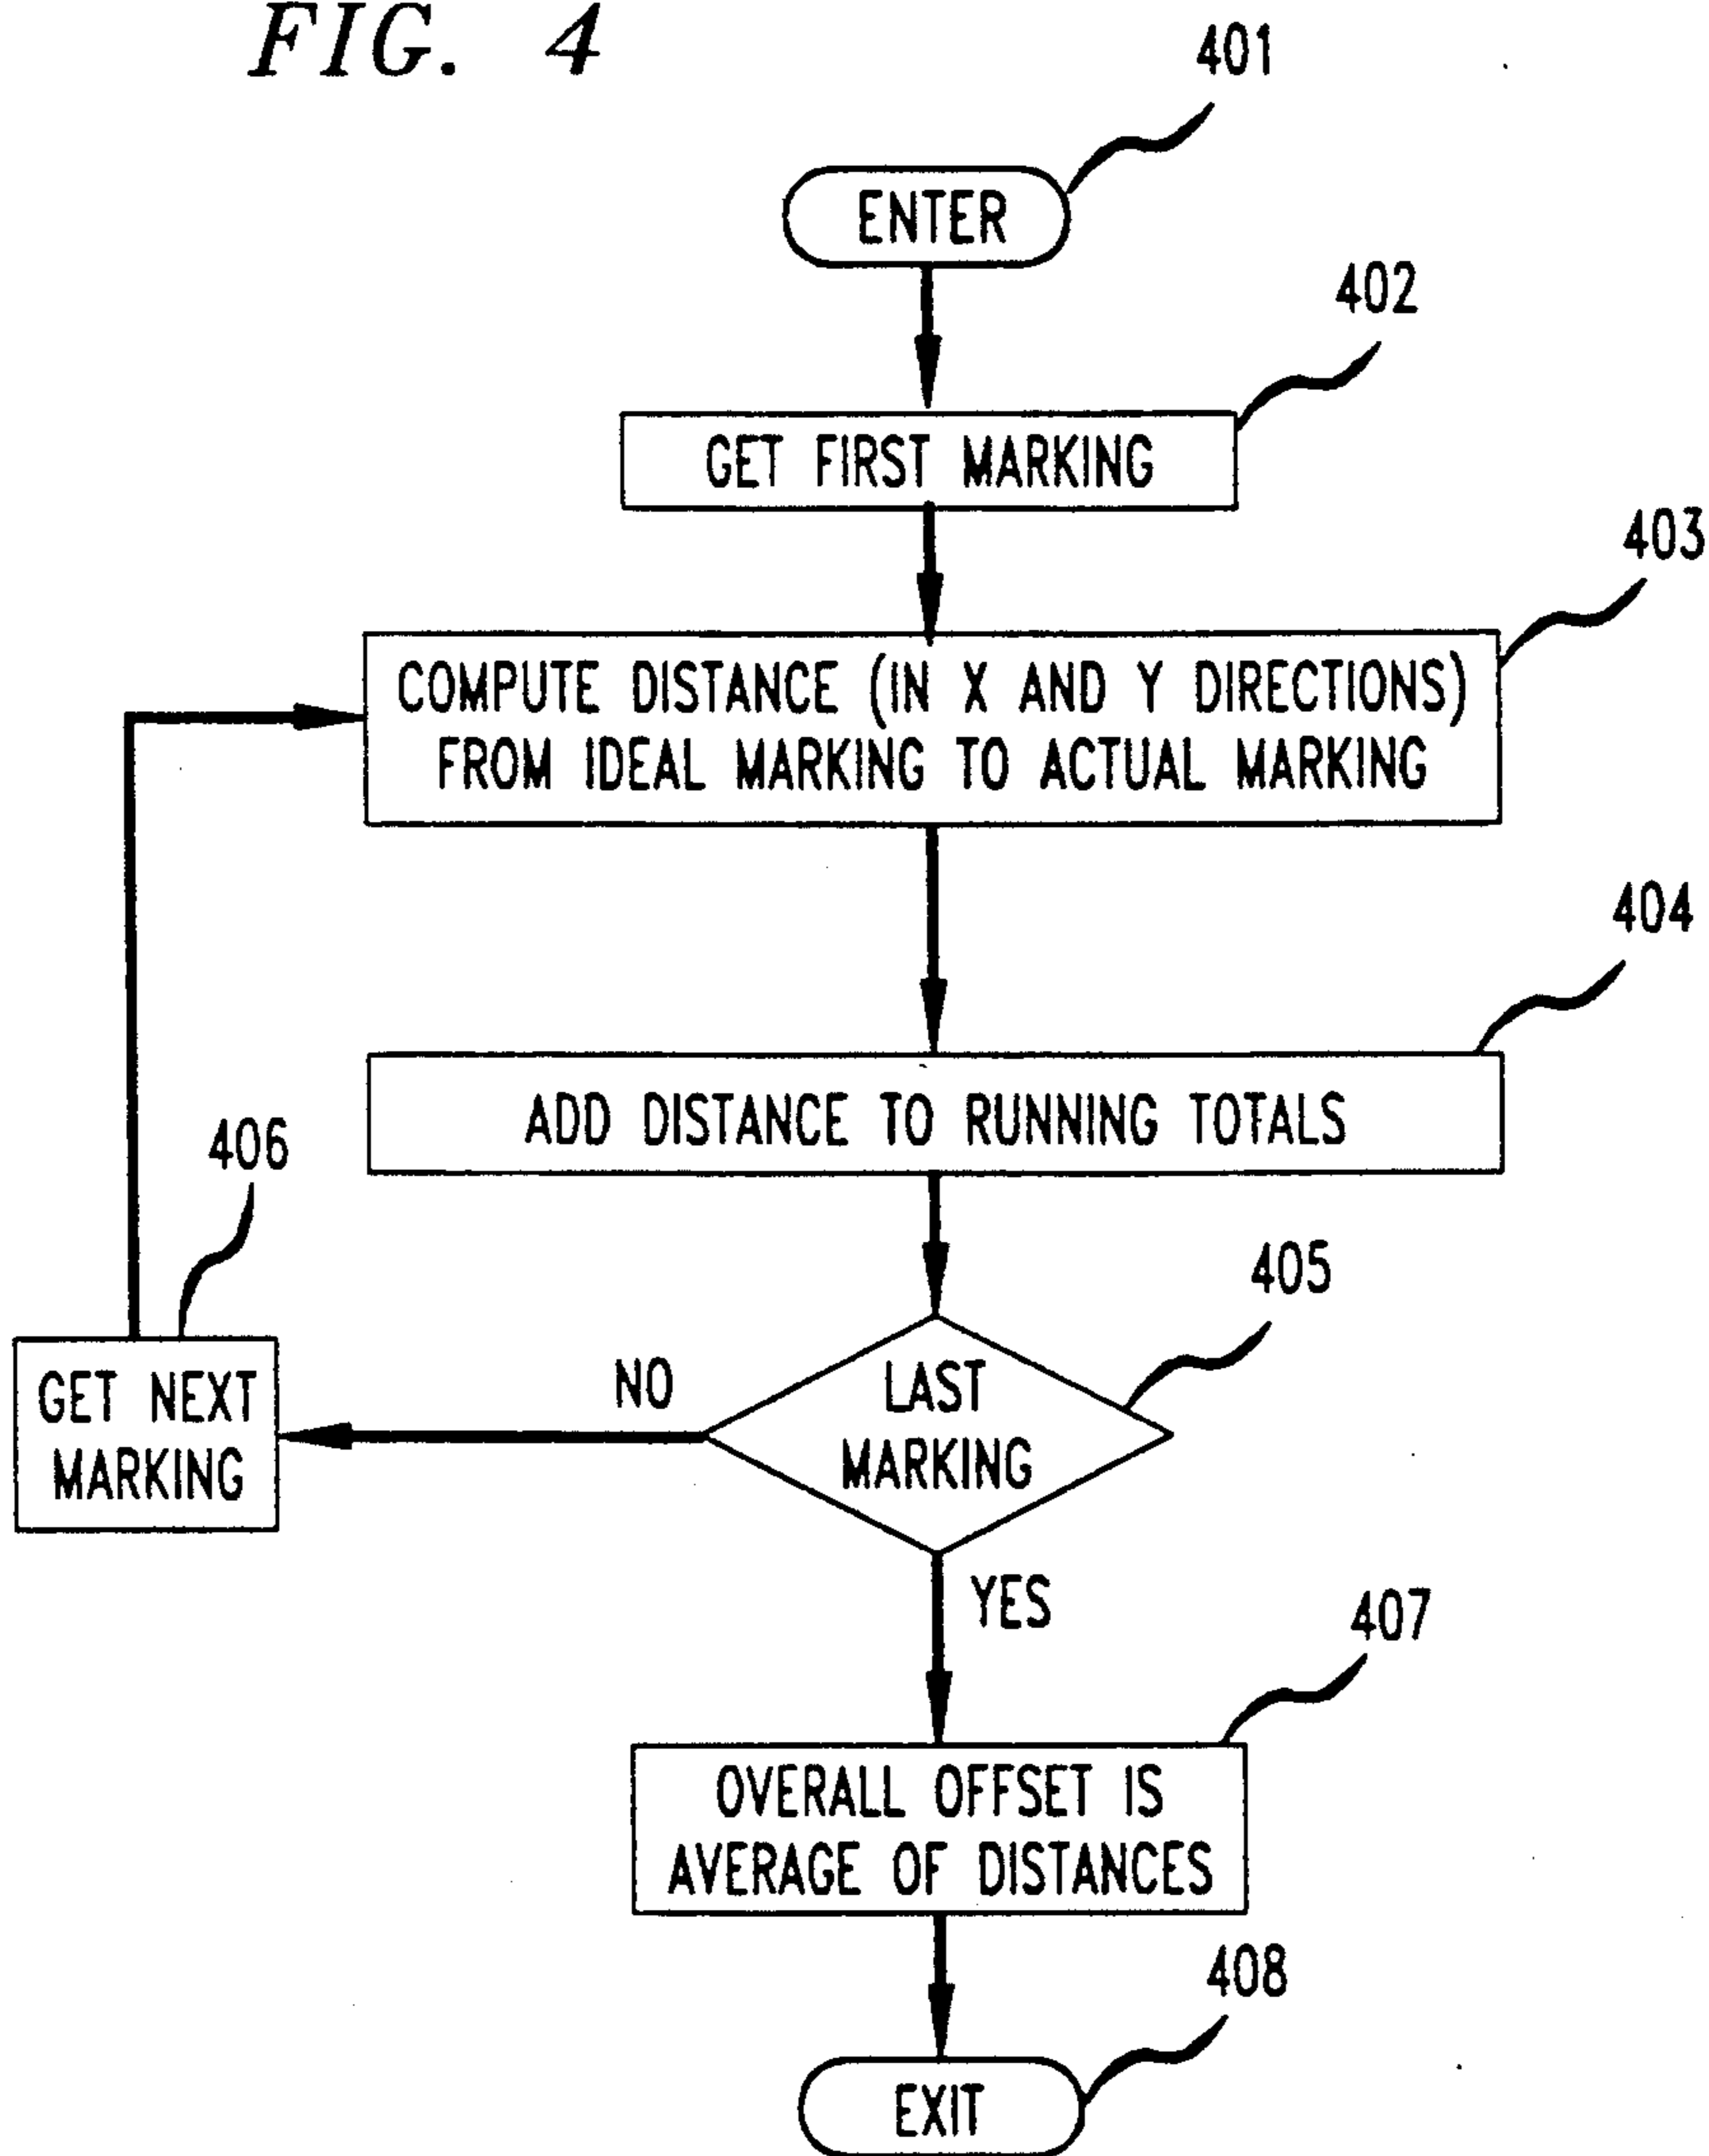 FIG. 4
401
ENTER
402
GET FIRST MARKING
403
COMPUTE DISTANCE (IN X AND Y DIRECTIONS)
FROM IDEAL MARKING TO ACTUAL MARKING
404
ADD DISTANCE TO RUNNING TOTALS
406
405
GET NEXT
MARKING
NO
LAST
MARKING
YES
407
OVERALL OFFSET IS
AVERAGE OF DISTANCES
408
EXIT